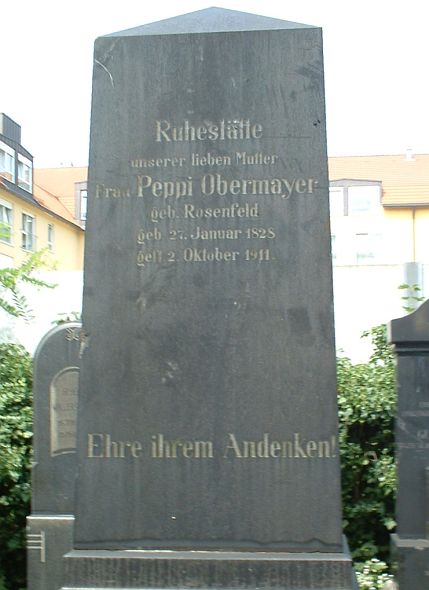 Ruhestätte
unserer lieben Mutter
Frau Peppi Obermayer
geb. Rosenfeld
geb. 27. Januar 1828
gest. 2. Oktober 1911.
Ehre ihrem Andenken!